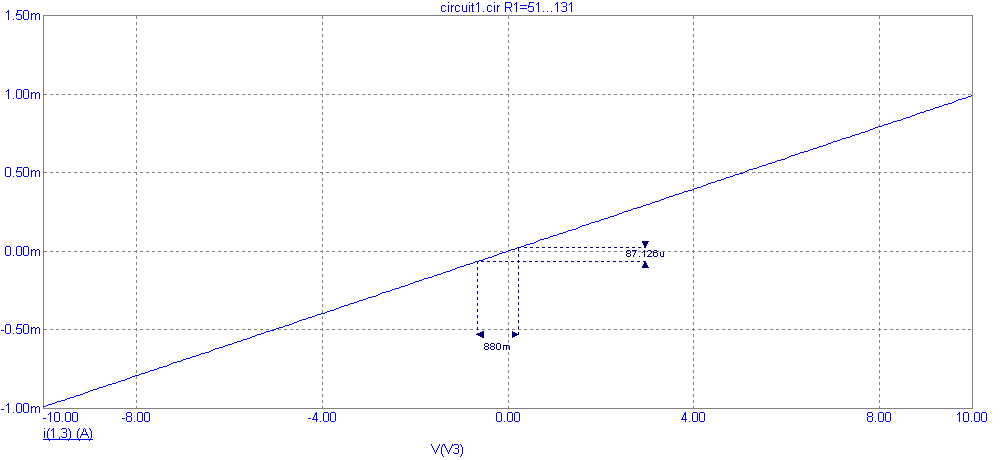 circuit1.cir R1=51...131
1.50m
1.00m
0.50m
0.00m
87.126u
-0.50m
880m
-1.00m
-10.00 -8.00 -4.00 0.00 4.00 8.00 10.00
i(1,3) (A)
V(V3)